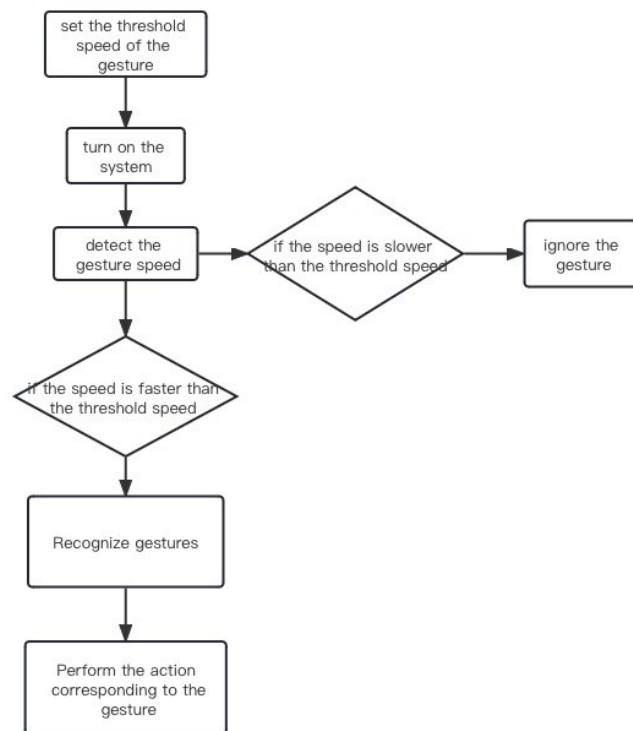 set the threshold
speed of the
gesture
turn on the
system
detect the
gesture speed
if the speed is slower
than the threshold speed
ignore the
gesture
if the speed is faster than
the threshold speed
Recognize gestures
Perform the action
corresponding to the
gesture